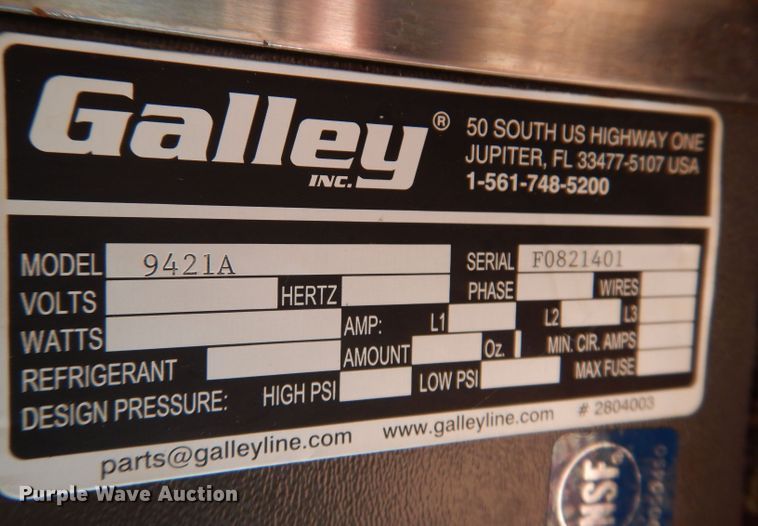 Galley ®
INC.
50 SOUTH US HIGHWAY ONE
JUPITER, FL 33477-5107 USA
1-561-748-5200
MODEL 9421A SERIAL F0821401
VOLTS HERTZ PHASE WIRES
WATTS AMP: L1 L2 L3
REFRIGERANT AMOUNT Oz. MIN. CIR. AMPS
DESIGN PRESSURE: HIGH PSI LOW PSI MAX FUSE
parts@galleyline.com www.galleyline.com # 2804003
NSF
Purple Wave Auction